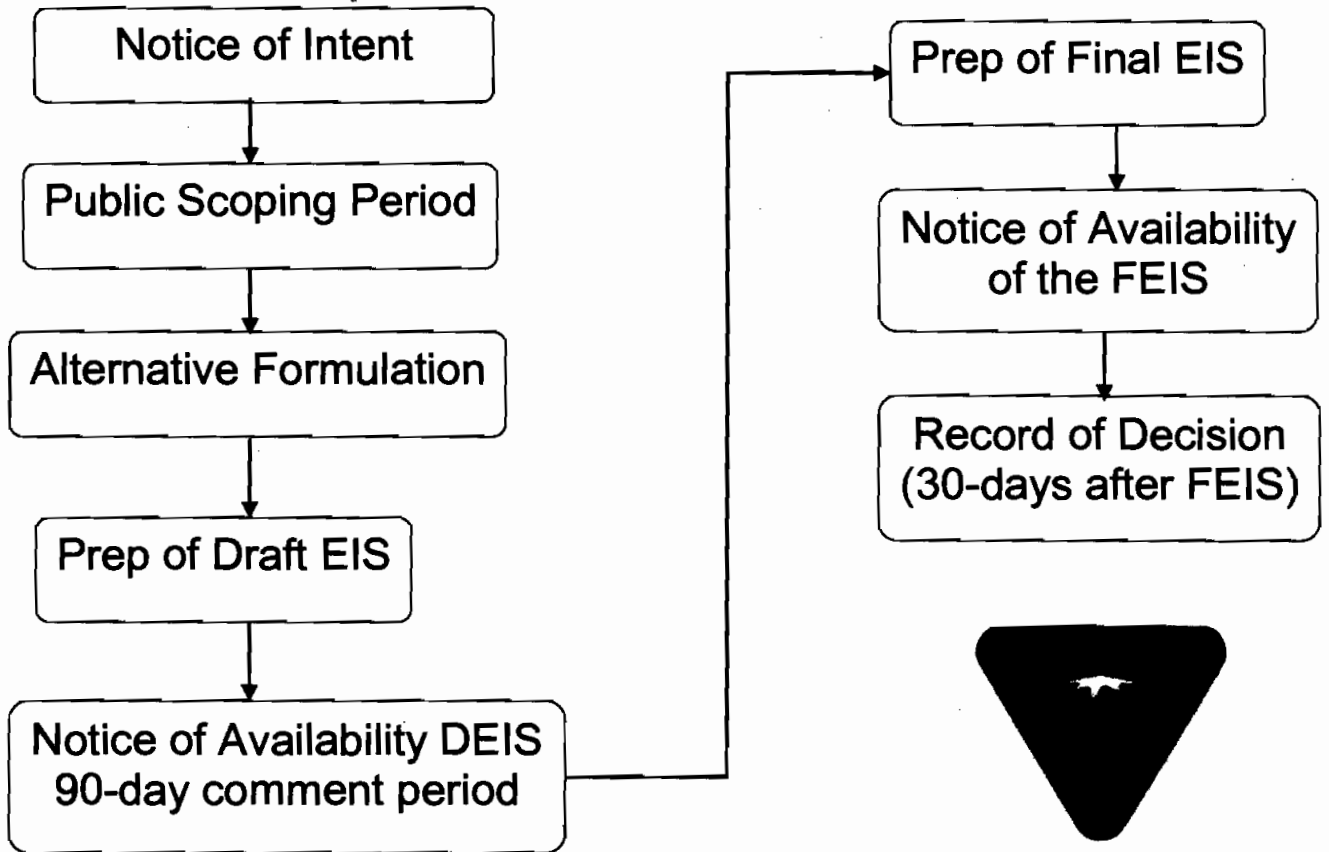 Notice of Intent
Public Scoping Period
Alternative Formulation
Prep of Draft EIS
Notice of Availability DEIS
90-day comment period
Prep of Final EIS
Notice of Availability
of the FEIS
Record of Decision
(30-days after FEIS)